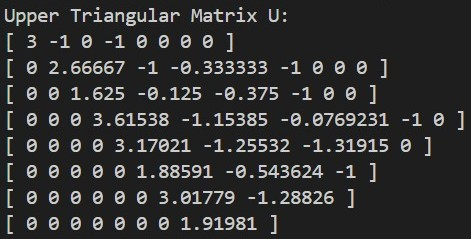 Upper Triangular Matrix U:
[ 3 -1 0 -1 0 0 0 0 ]
[ 0 2.66667 -1 -0.333333 -1 0 0 0 ]
[ 0 0 1.625 -0.125 -0.375 -1 0 0 ]
[ 0 0 0 3.61538 -1.15385 -0.0769231 -1 0 ]
[ 0 0 0 0 3.17021 -1.25532 -1.31915 0 ]
[ 0 0 0 0 0 1.88591 -0.543624 -1 ]
[ 0 0 0 0 0 0 3.01779 -1.28826 ]
[ 0 0 0 0 0 0 0 1.91981 ]